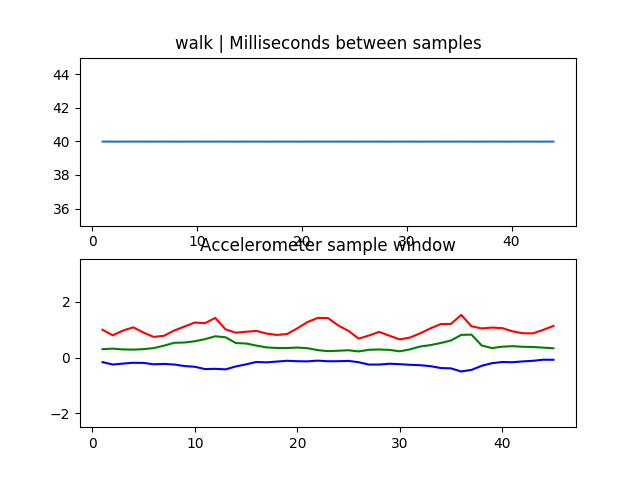 walk | Milliseconds between samples
44
42
40
38
36
0 10 20 30 40
Accelerometer sample window
2
0
−2
0 10 20 30 40